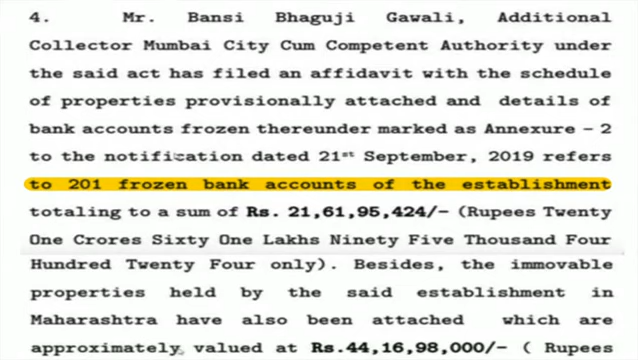 4. Mr. Bansi Bhaguji Gawali, Additional
Collector Mumbai City Cum Competent Authority under
the said act has filed an affidavit with the schedule
of properties provisionally attached and details of
bank accounts frozen thereunder marked as Annexure – 2
to the notification dated 21st September, 2019 refers
to 201 frozen bank accounts of the establishment
totaling to a sum of Rs. 21,61,95,424/- (Rupees Twenty
One Crores Sixty One Lakhs Ninety Five Thousand Four
Hundred Twenty Four only). Besides, the immovable
properties held by the said establishment in
Maharashtra have also been attached which are
approximately valued at Rs.44,16,98,000/- ( Rupees